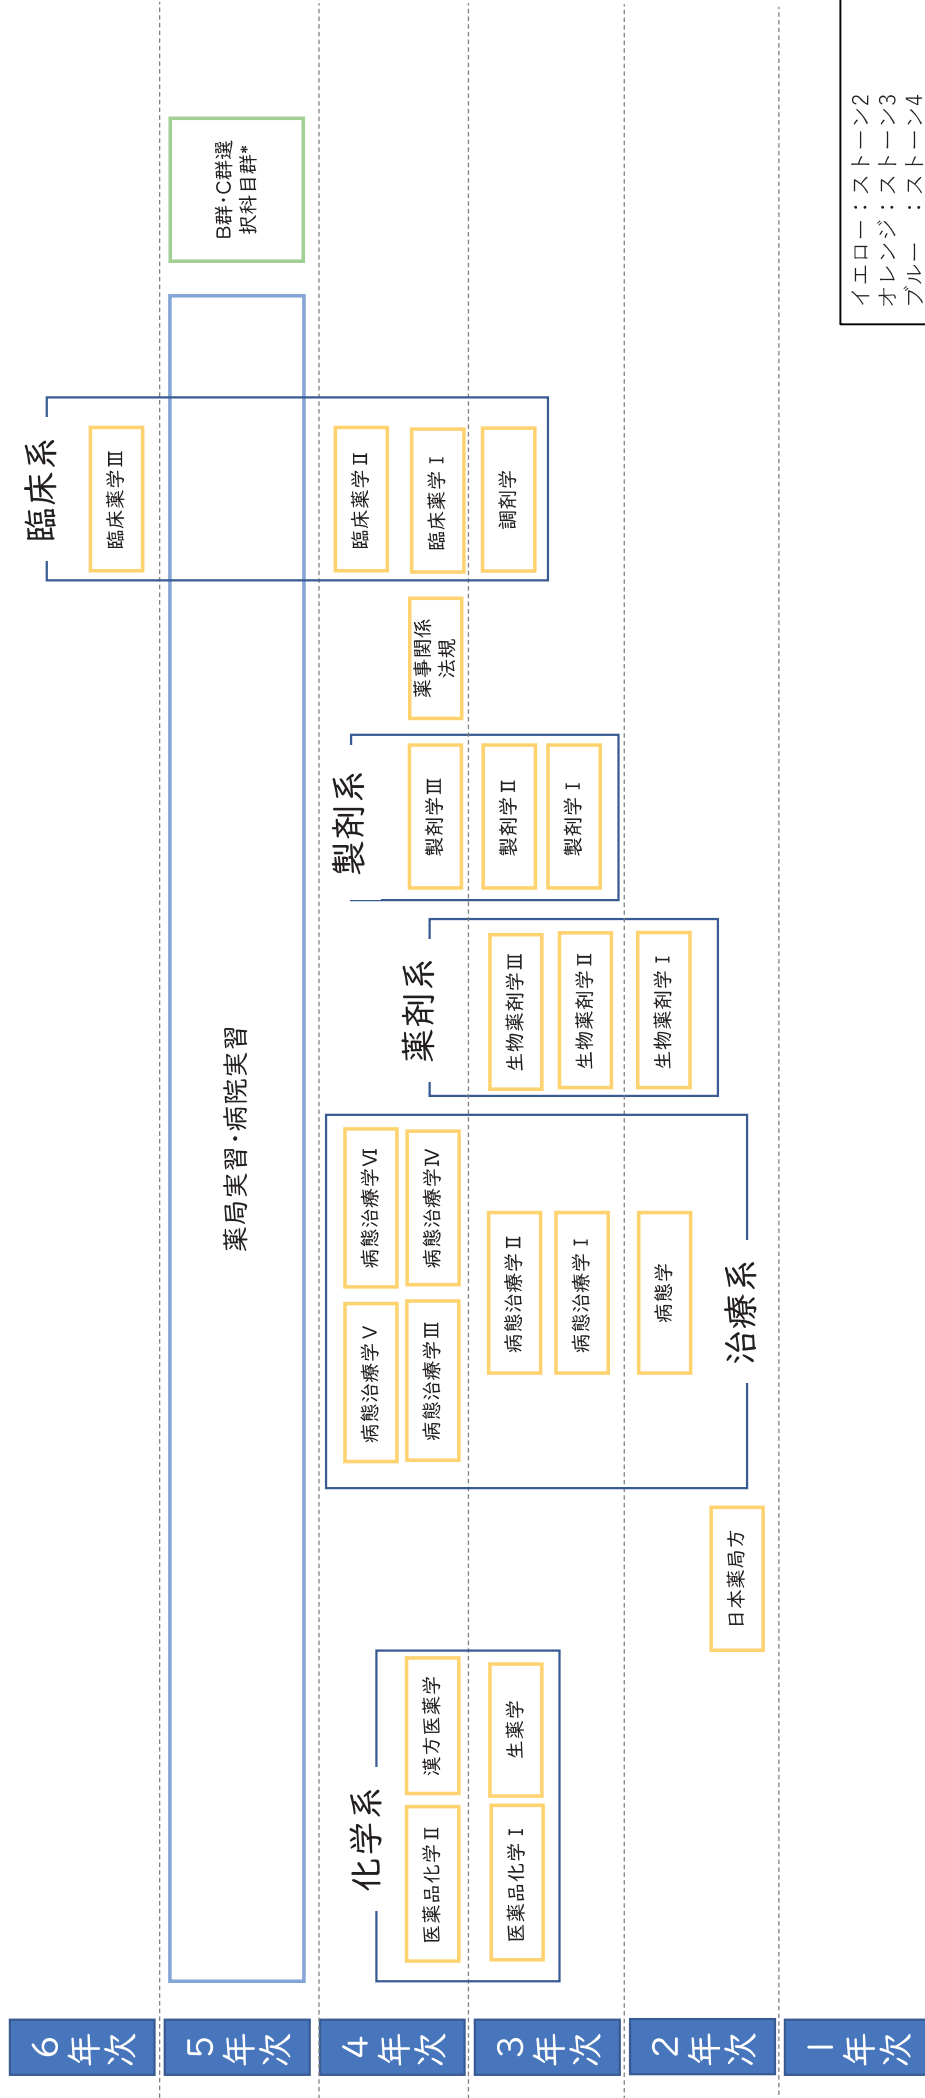 6年次
臨床系
臨床薬学Ⅲ
5年次
薬局実習・病院実習
B群・C群選
択科目群*
4年次
化学系
製剤系
病態治療学Ⅴ
病態治療学Ⅵ
臨床薬学Ⅱ
薬剤系
医薬品化学Ⅱ
漢方医薬学
病態治療学Ⅲ
病態治療学Ⅳ
製剤学Ⅲ
薬事関係
法規
臨床薬学Ⅰ
3年次
医薬品化学Ⅰ
生薬学
病態治療学Ⅱ
生物薬剤学Ⅲ
製剤学Ⅱ
調剤学
病態治療学Ⅰ
生物薬剤学Ⅱ
製剤学Ⅰ
2年次
病態学
生物薬剤学Ⅰ
日本薬局方
治療系
1年次
イエロー：ストーン2
オレンジ：ストーン3
ブルー　：ストーン4